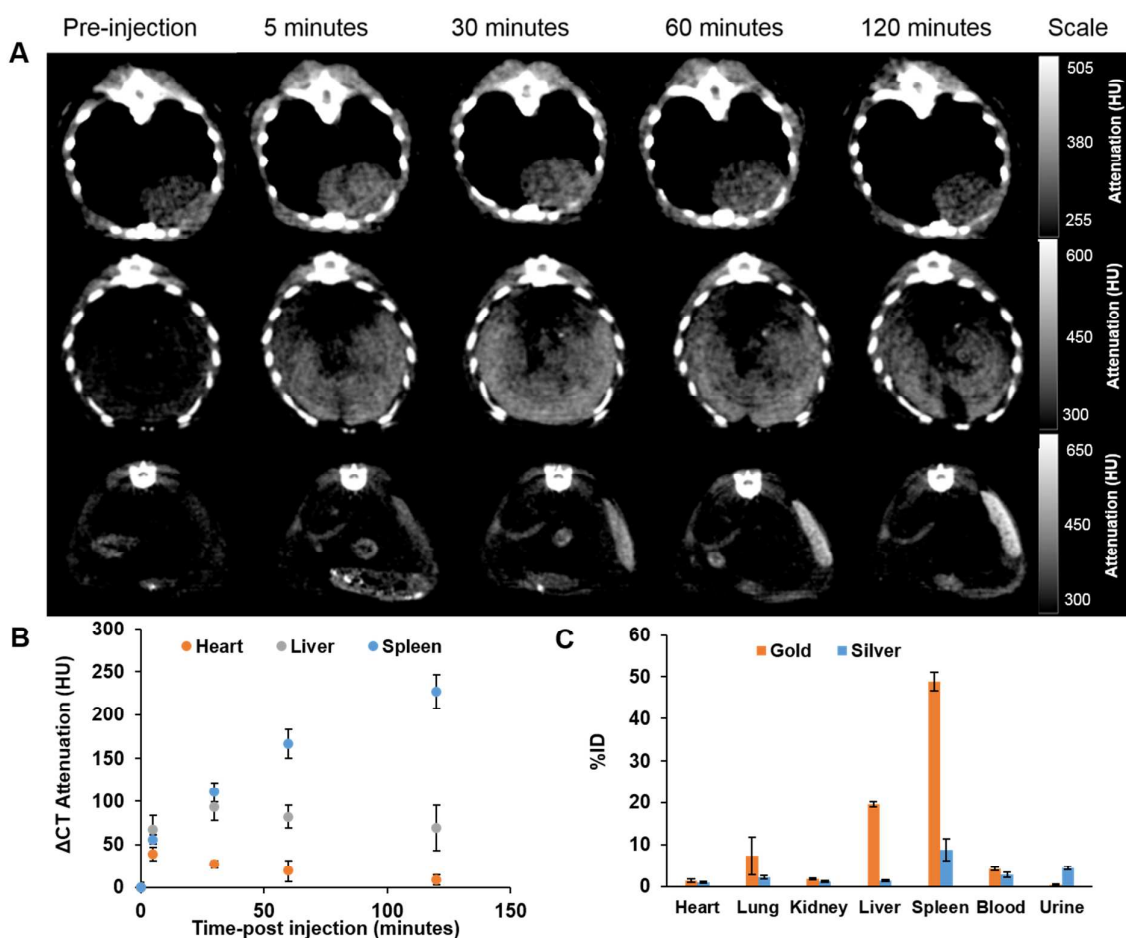 Pre-injection 5 minutes 30 minutes 60 minutes 120 minutes Scale
A
505
380
255
Attenuation (HU)
600
450
300
Attenuation (HU)
650
450
300
Attenuation (HU)
B
Heart Liver Spleen
ΔCT Attenuation (HU)
300
250
200
150
100
50
0
0 50 100 150
Time-post injection (minutes)
C
Gold Silver
%ID
60
50
40
30
20
10
0
Heart Lung Kidney Liver Spleen Blood Urine